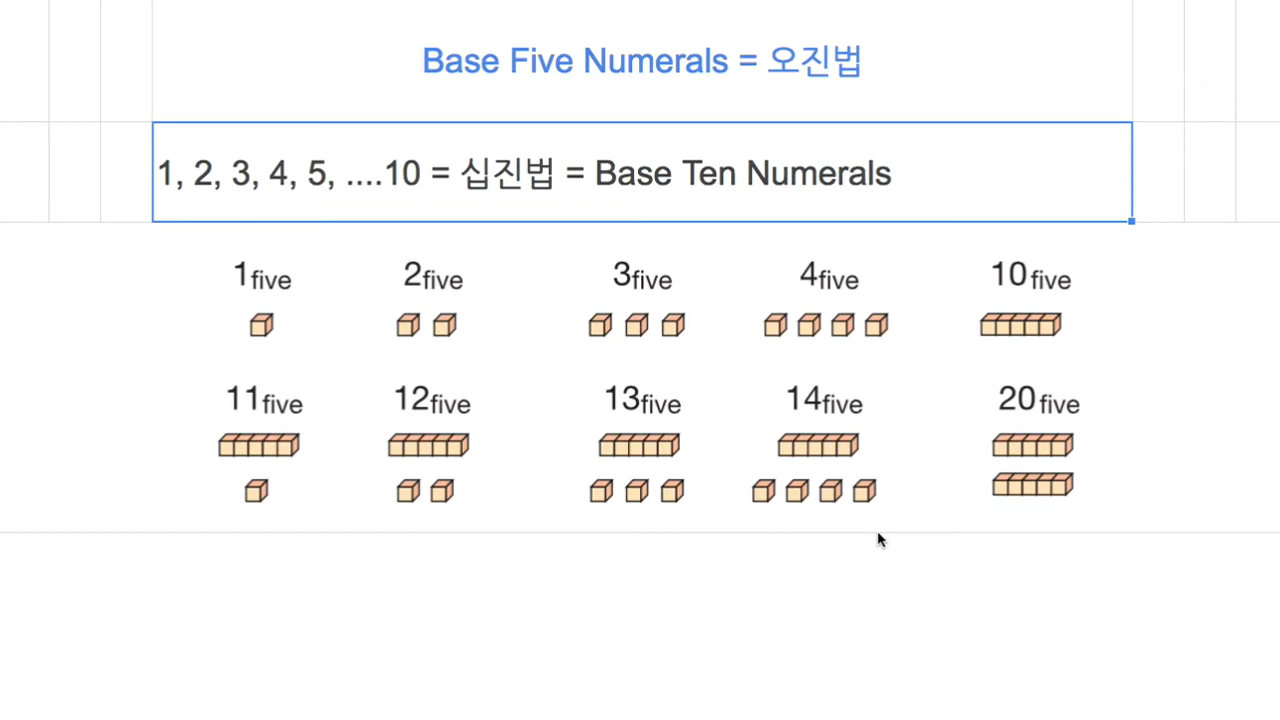 Base Five Numerals = 오진법
1, 2, 3, 4, 5, ....10 = 십진법 = Base Ten Numerals
1five 2five 3five 4five 10five
11five 12five 13five 14five 20five